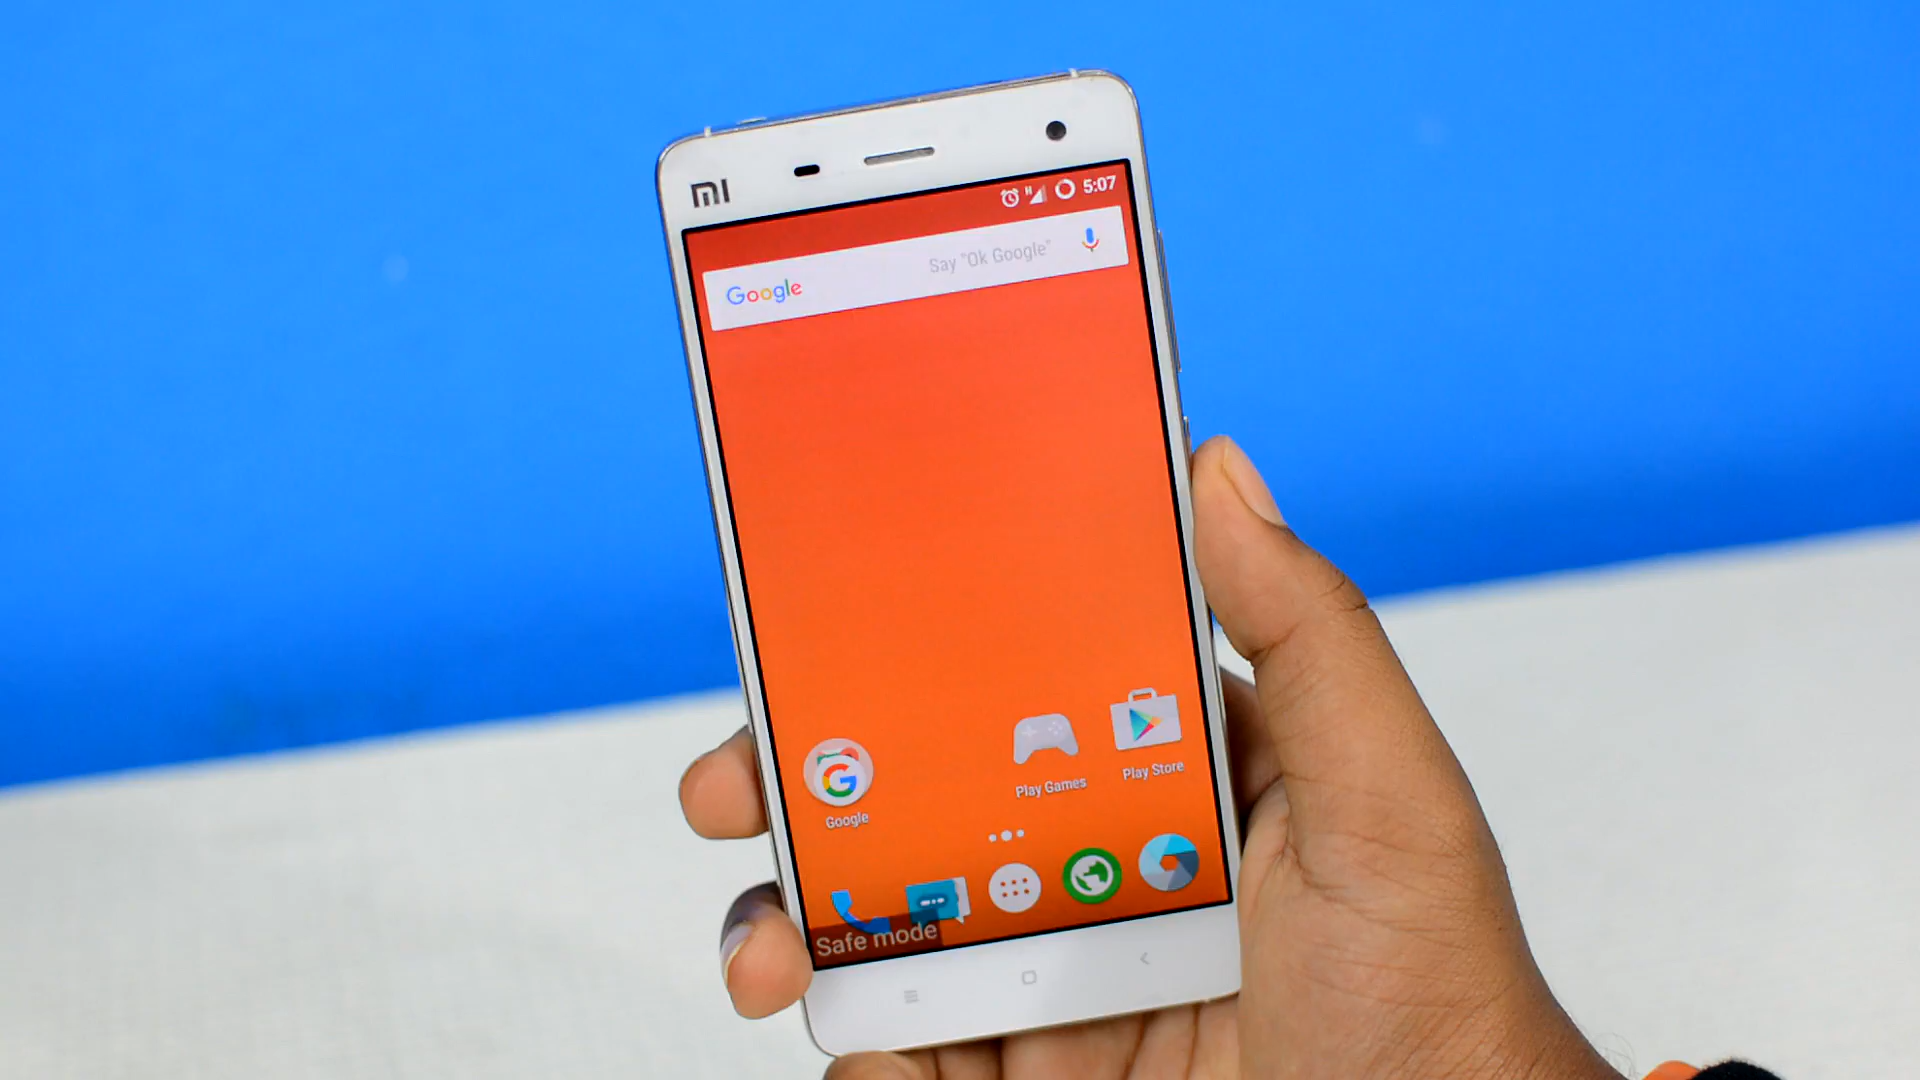 mi
H 5:07
Google Say "Ok Google"
Google
Play Games
Play Store
Safe mode